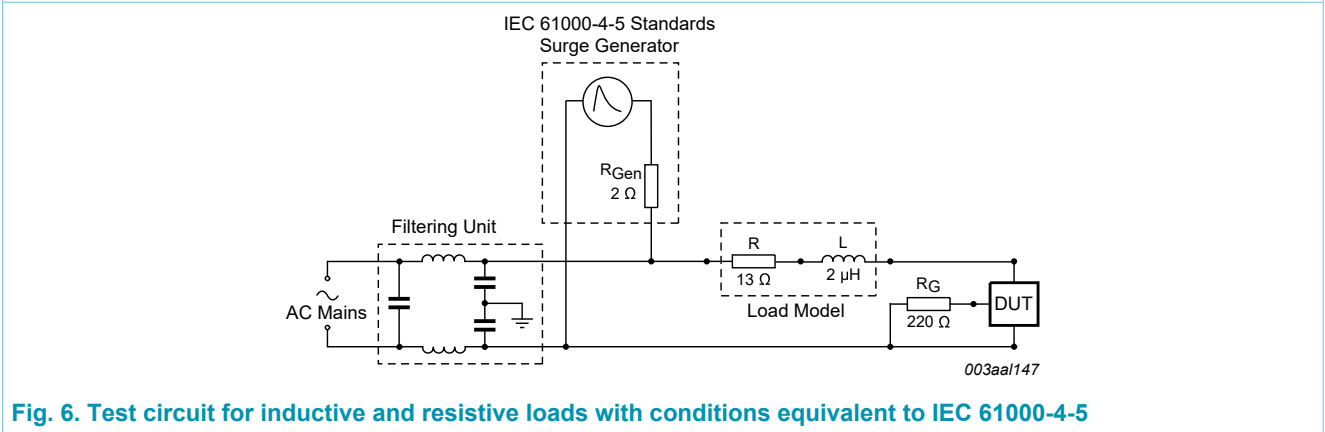 IEC 61000-4-5 Standards
Surge Generator
RGen
2 Ω
Filtering Unit
R
L
13 Ω
2 μH
RG
AC Mains
Load Model
220 Ω
DUT
003aal147
Fig. 6. Test circuit for inductive and resistive loads with conditions equivalent to IEC 61000-4-5